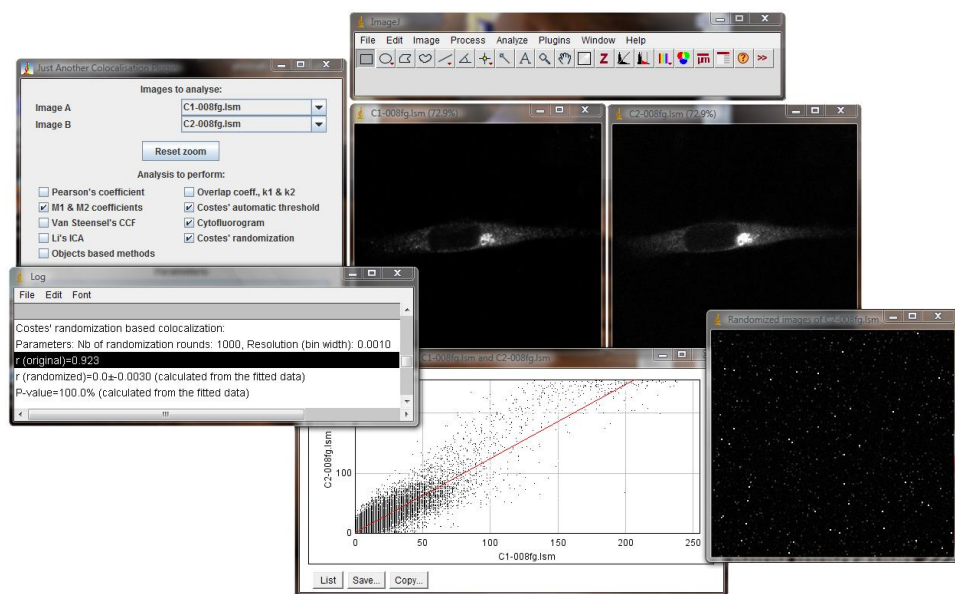 ImageJ
File Edit Image Process Analyze Plugins Window Help
Just Another Colocalisation
Images to analyse:
Image A C1-008fg.lsm
Image B C2-008fg.lsm
Reset zoom
Analysis to perform:
Pearson's coefficient Overlap coeff., k1 & k2
M1 & M2 coefficients Costes' automatic threshold
Van Steensel's CCF Cytofluorogram
Li's ICA Costes' randomization
Objects based methods
Parameters:
C1-008fg.lsm (72.9%)
C2-008fg.lsm (72.9%)
Log
File Edit Font
Costes' randomization based colocalization:
Parameters: Nb of randomization rounds: 1000, Resolution (bin width): 0.0010
r (original)=0.923
r (randomized)=0.0±-0.0030 (calculated from the fitted data)
P-value=100.0% (calculated from the fitted data)
Randomized images of C2-008fg.lsm
C1-008fg.lsm and C2-008fg.lsm
C2-008fg.lsm
100
0
0 50 100 150 200 250
C1-008fg.lsm
List Save... Copy...